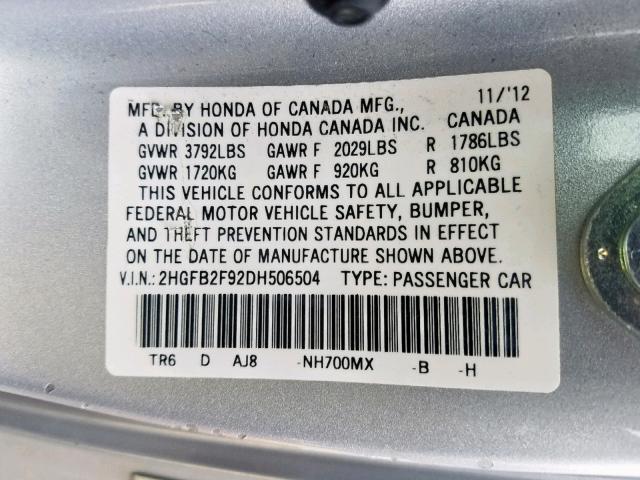 11/'12
MFD. BY HONDA OF CANADA MFG.,
A DIVISION OF HONDA CANADA INC. CANADA
GVWR 3792LBS GAWR F 2029LBS R 1786LBS
GVWR 1720KG GAWR F 920KG R 810KG
THIS VEHICLE CONFORMS TO ALL APPLICABLE
FEDERAL MOTOR VEHICLE SAFETY, BUMPER,
AND THEFT PREVENTION STANDARDS IN EFFECT
ON THE DATE OF MANUFACTURE SHOWN ABOVE.
V.I.N.: 2HGFB2F92DH506504 TYPE: PASSENGER CAR
TR6 D AJ8 -NH700MX -B -H